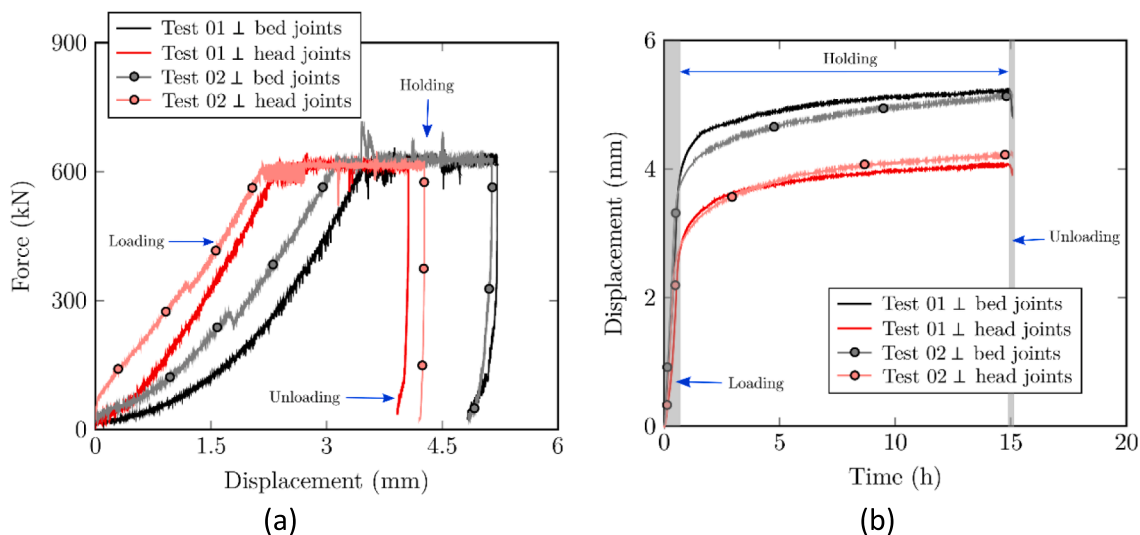 Test 01 ⊥ bed joints
Test 01 ⊥ head joints
Test 02 ⊥ bed joints
Test 02 ⊥ head joints
900
600
300
0
Force (kN)
Holding
Loading
Unloading
0
1.5
3
4.5
6
Displacement (mm)
(a)
6
4
2
0
Displacement (mm)
Holding
Unloading
Loading
Test 01 ⊥ bed joints
Test 01 ⊥ head joints
Test 02 ⊥ bed joints
Test 02 ⊥ head joints
0
5
10
15
20
Time (h)
(b)